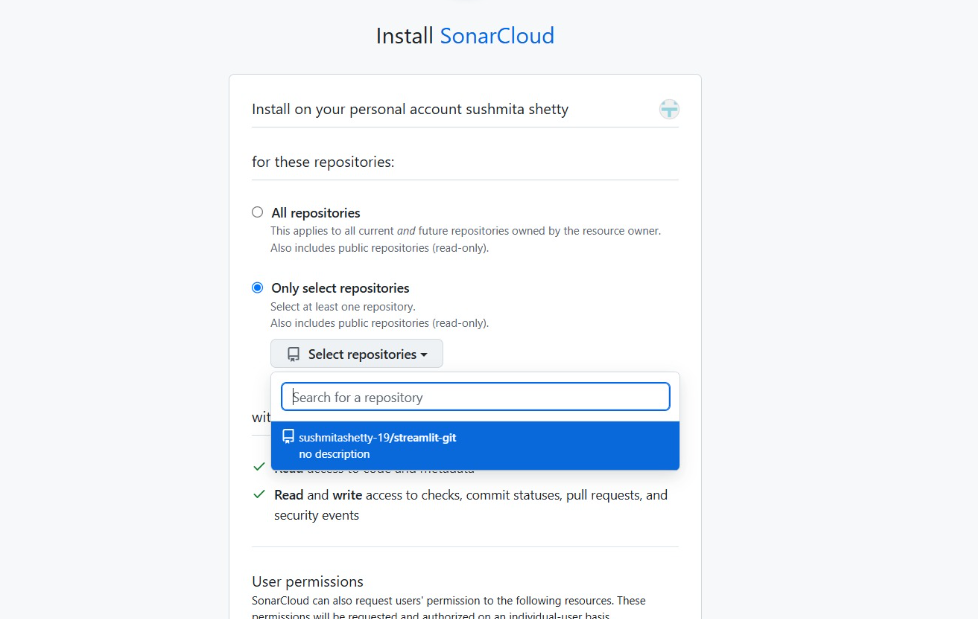 Install SonarCloud
Install on your personal account sushmita shetty
for these repositories:
All repositories
This applies to all current and future repositories owned by the resource owner.
Also includes public repositories (read-only).
Only select repositories
Select at least one repository.
Also includes public repositories (read-only).
Select repositories
Search for a repository
wit
sushmitashetty-19/streamlit-git
no description
Read access to code and metadata
Read and write access to checks, commit statuses, pull requests, and
security events
User permissions
SonarCloud can also request users' permission to the following resources. These
permissions will be requested and authorized on an individual-user basis.